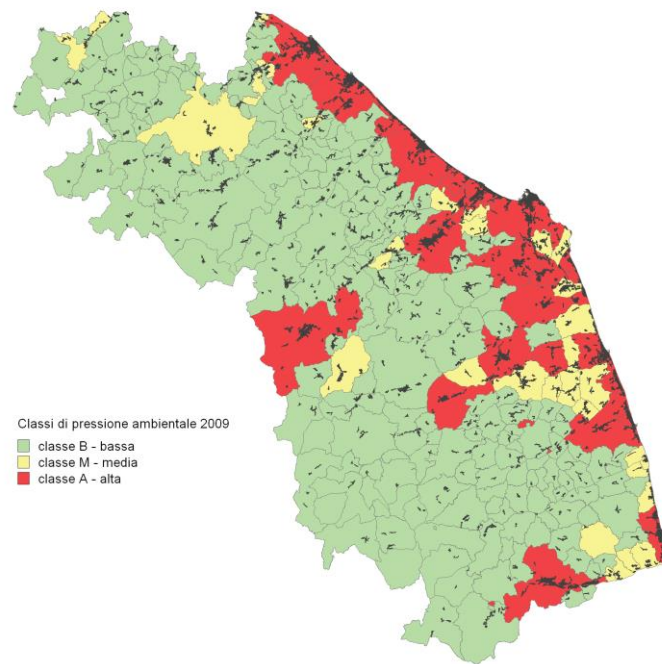 Classi di pressione ambientale 2009
classe B - bassa
classe M - media
classe A - alta